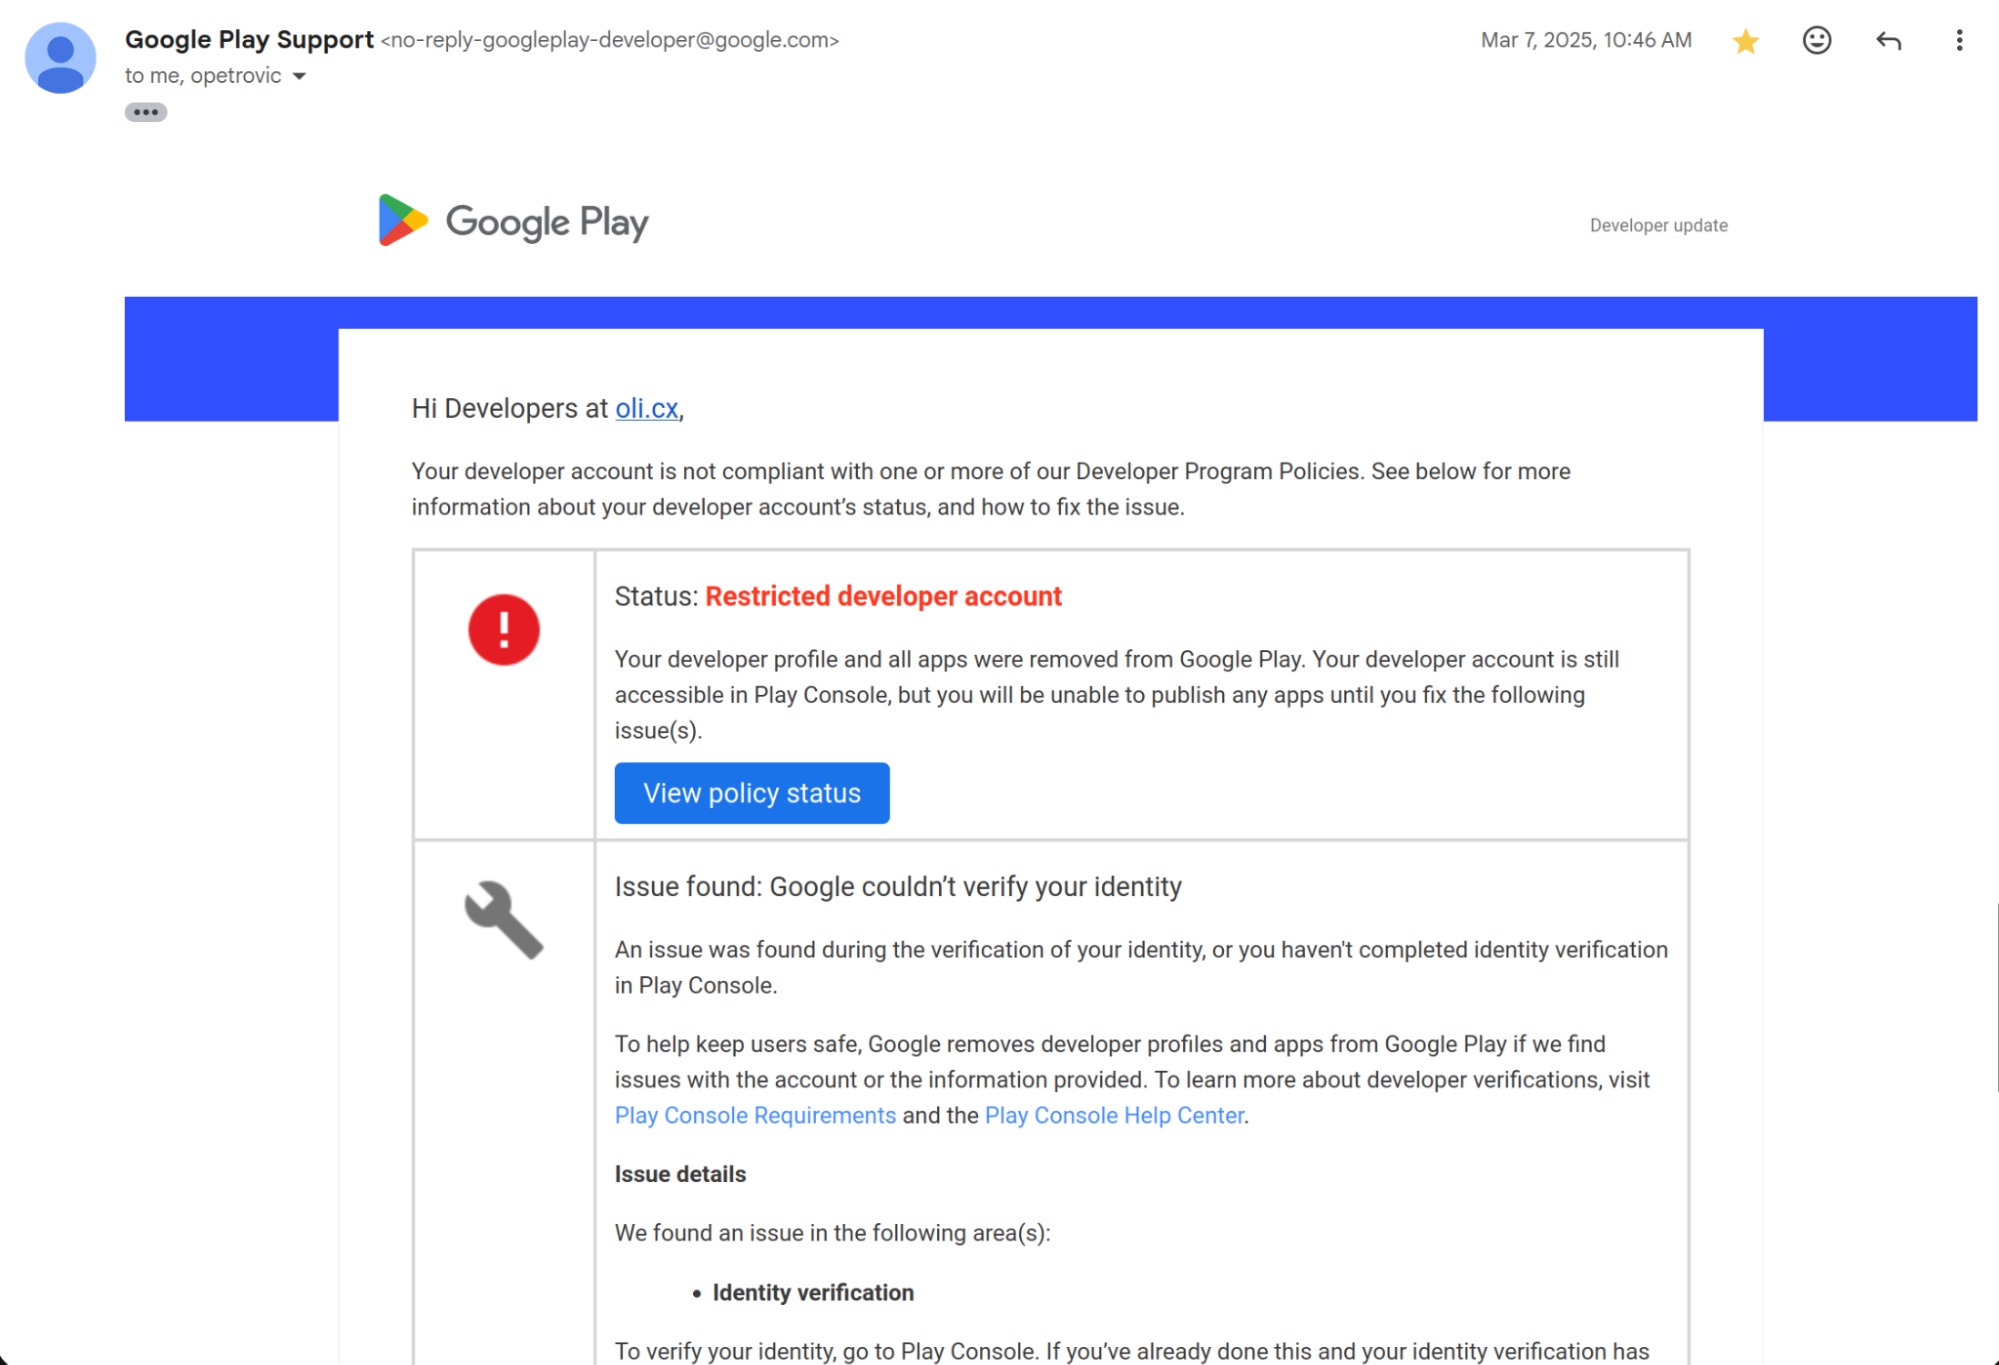 Google Play Support <no-reply-googleplay-developer@google.com>
Mar 7, 2025, 10:46 AM
to me, opetrovic
Google Play
Developer update
Hi Developers at oli.cx,
Your developer account is not compliant with one or more of our Developer Program Policies. See below for more
information about your developer account’s status, and how to fix the issue.
Status: Restricted developer account
Your developer profile and all apps were removed from Google Play. Your developer account is still
accessible in Play Console, but you will be unable to publish any apps until you fix the following
issue(s).
View policy status
Issue found: Google couldn’t verify your identity
An issue was found during the verification of your identity, or you haven't completed identity verification
in Play Console.
To help keep users safe, Google removes developer profiles and apps from Google Play if we find
issues with the account or the information provided. To learn more about developer verifications, visit
Play Console Requirements and the Play Console Help Center.
Issue details
We found an issue in the following area(s):
• Identity verification
To verify your identity, go to Play Console. If you’ve already done this and your identity verification has